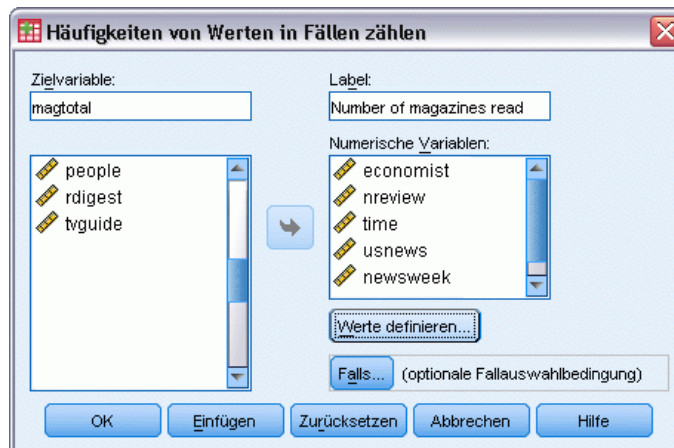 Häufigkeiten von Werten in Fällen zählen
Zielvariable:
magtotal
Label:
Number of magazines read
people
rdigest
tvguide
Numerische Variablen:
economist
nreview
time
usnews
newsweek
Werte definieren...
Falls...
(optionale Fallauswahlbedingung)
OK
Einfügen
Zurücksetzen
Abbrechen
Hilfe